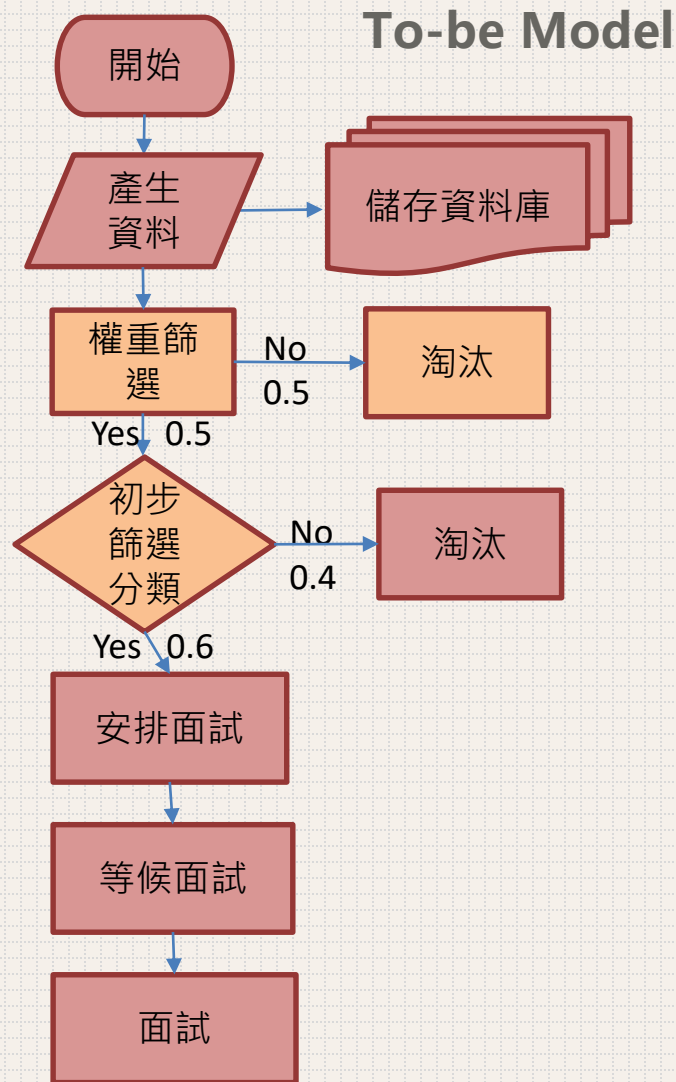 To-be Model
開始
產生
資料
儲存資料庫
權重篩
選
No
0.5
淘汰
Yes 0.5
初步
篩選
分類
No
0.4
淘汰
Yes 0.6
安排面試
等候面試
面試